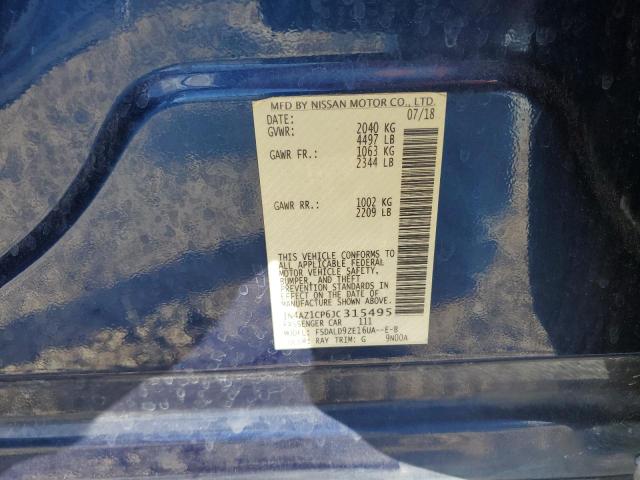 MFD BY NISSAN MOTOR CO., LTD.
DATE: 07/18
GVWR: 2040 KG
4497 LB
GAWR FR.: 1063 KG
2344 LB
GAWR RR.: 1002 KG
2209 LB
THIS VEHICLE CONFORMS TO
ALL APPLICABLE FEDERAL
MOTOR VEHICLE SAFETY,
BUMPER, AND THEFT
PREVENTION STANDARDS IN
EFFECT ON THE DATE OF
MANUFACTURE SHOWN ABOVE.
1N4AZ1CP6JC315495
PASSENGER CAR 111
MODEL: FSDALD9ZE16UA--E-B
RAY TRIM: G 9N00A